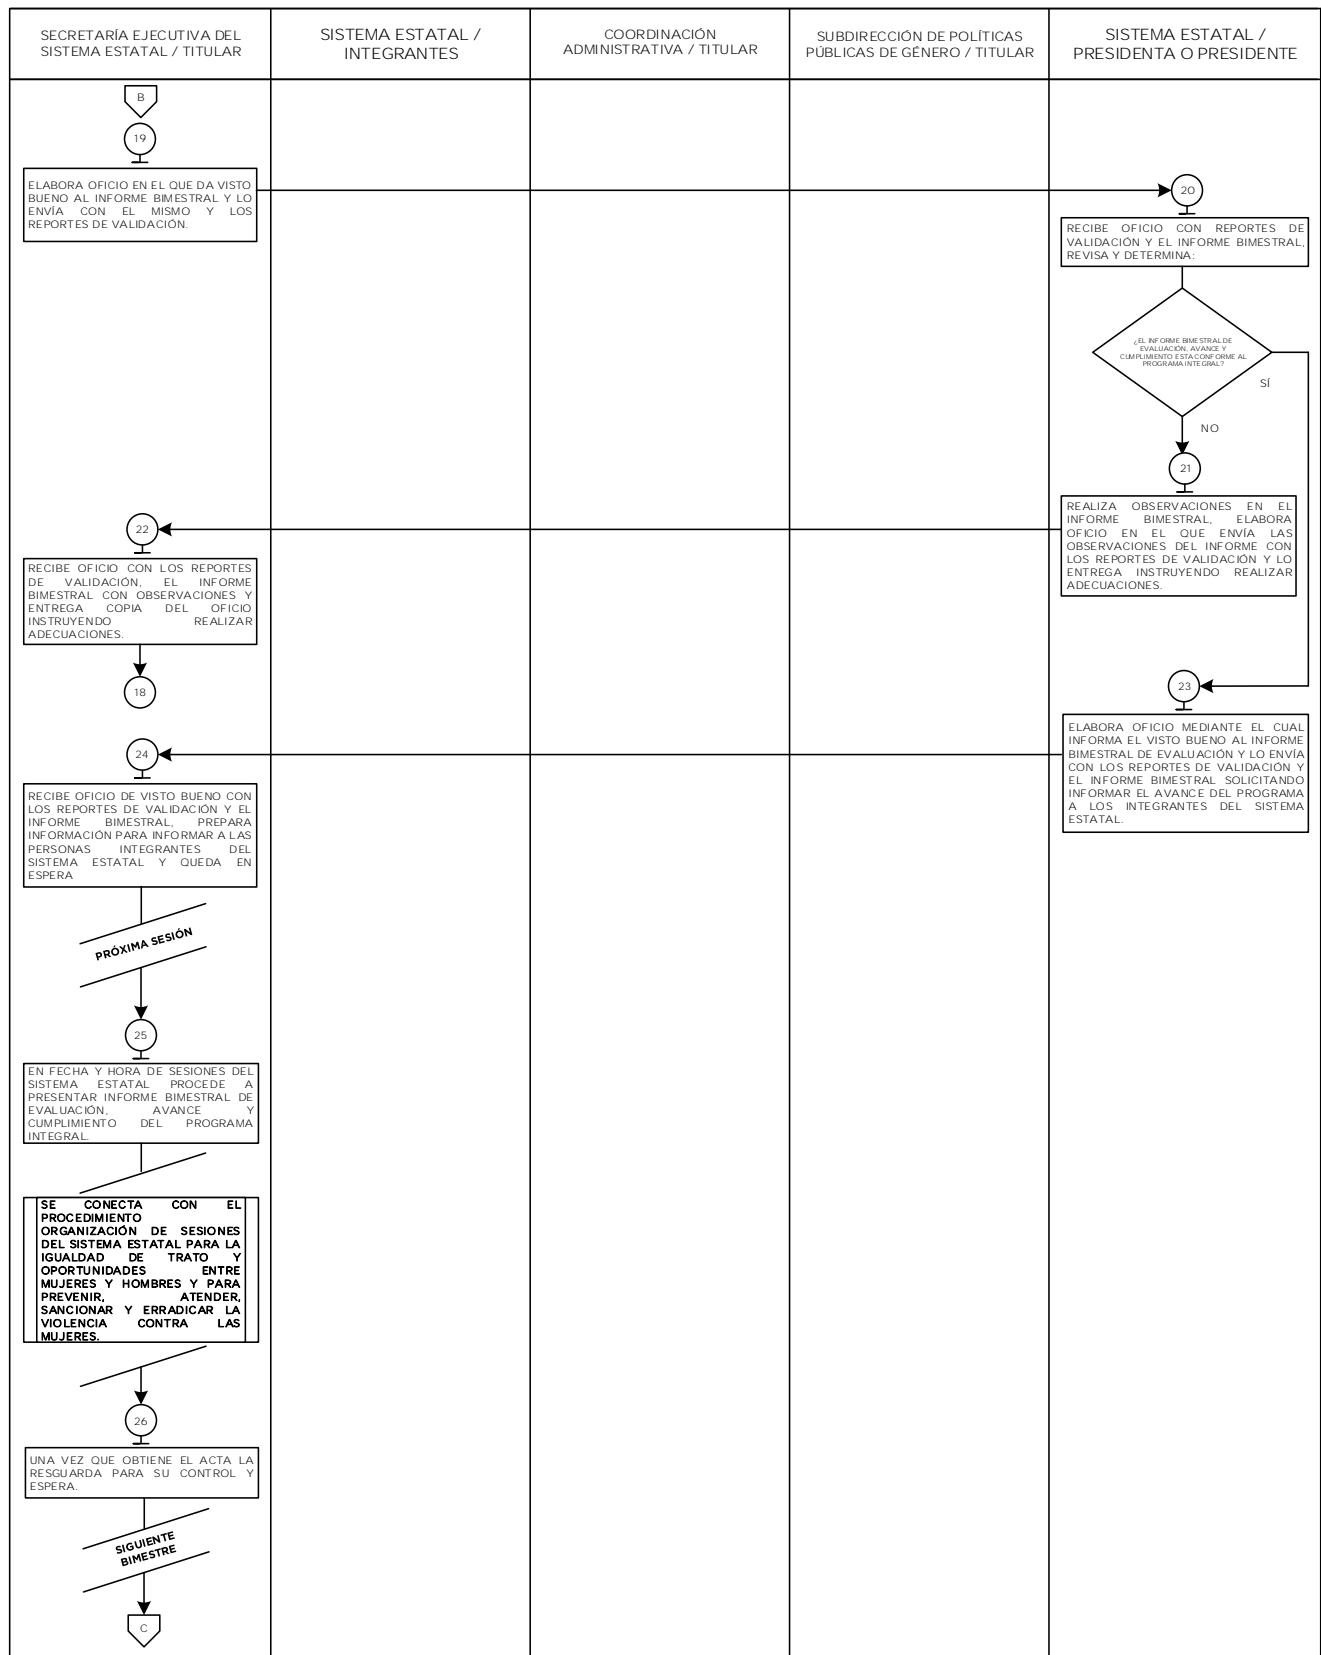 SECRETARÍA EJECUTIVA DEL
SISTEMA ESTATAL / TITULAR
SISTEMA ESTATAL /
INTEGRANTES
COORDINACIÓN
ADMINISTRATIVA / TITULAR
SUBDIRECCIÓN DE POLÍTICAS
PÚBLICAS DE GÉNERO / TITULAR
SISTEMA ESTATAL /
PRESIDENTA O PRESIDENTE
B
19
ELABORA OFICIO EN EL QUE DA VISTO
BUENO AL INFORME BIMESTRAL Y LO
ENVÍA CON EL MISMO Y LOS
REPORTES DE VALIDACIÓN.
20
RECIBE OFICIO CON REPORTES DE
VALIDACIÓN Y EL INFORME BIMESTRAL,
REVISA Y DETERMINA:
¿EL INFORME BIMESTRAL DE
EVALUACIÓN, AVANCE Y
CUMPLIMIENTO ESTA CONFORME AL
PROGRAMA INTEGRAL?
SÍ
NO
21
REALIZA OBSERVACIONES EN EL
INFORME BIMESTRAL, ELABORA
OFICIO EN EL QUE ENVÍA LAS
OBSERVACIONES DEL INFORME CON
LOS REPORTES DE VALIDACIÓN Y LO
ENTREGA INSTRUYENDO REALIZAR
ADECUACIONES.
22
RECIBE OFICIO CON LOS REPORTES
DE VALIDACIÓN, EL INFORME
BIMESTRAL CON OBSERVACIONES Y
ENTREGA COPIA DEL OFICIO
INSTRUYENDO REALIZAR
ADECUACIONES.
18
23
ELABORA OFICIO MEDIANTE EL CUAL
INFORMA EL VISTO BUENO AL INFORME
BIMESTRAL DE EVALUACIÓN Y LO ENVÍA
CON LOS REPORTES DE VALIDACIÓN Y
EL INFORME BIMESTRAL SOLICITANDO
INFORMAR EL AVANCE DEL PROGRAMA
A LOS INTEGRANTES DEL SISTEMA
ESTATAL.
24
RECIBE OFICIO DE VISTO BUENO CON
LOS REPORTES DE VALIDACIÓN Y EL
INFORME BIMESTRAL, PREPARA
INFORMACIÓN PARA INFORMAR A LAS
PERSONAS INTEGRANTES DEL
SISTEMA ESTATAL Y QUEDA EN
ESPERA
PRÓXIMA SESIÓN
25
EN FECHA Y HORA DE SESIONES DEL
SISTEMA ESTATAL PROCEDE A
PRESENTAR INFORME BIMESTRAL DE
EVALUACIÓN, AVANCE Y
CUMPLIMIENTO DEL PROGRAMA
INTEGRAL.
SE CONECTA CON EL
PROCEDIMIENTO
ORGANIZACIÓN DE SESIONES
DEL SISTEMA ESTATAL PARA LA
IGUALDAD DE TRATO Y
OPORTUNIDADES ENTRE
MUJERES Y HOMBRES Y PARA
PREVENIR, ATENDER,
SANCIONAR Y ERRADICAR LA
VIOLENCIA CONTRA LAS
MUJERES.
26
UNA VEZ QUE OBTIENE EL ACTA LA
RESGUARDA PARA SU CONTROL Y
ESPERA.
SIGUIENTE
BIMESTRE
C